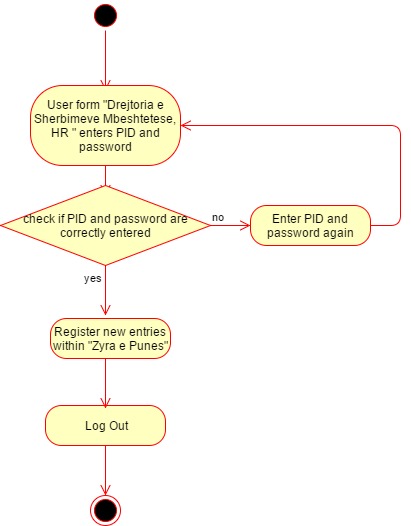 User form "Drejtoria e
Sherbimeve Mbeshtetese,
HR " enters PID and
password
check if PID and password are
correctly entered
no
Enter PID and
password again
yes
Register new entries
within "Zyra e Punes"
Log Out